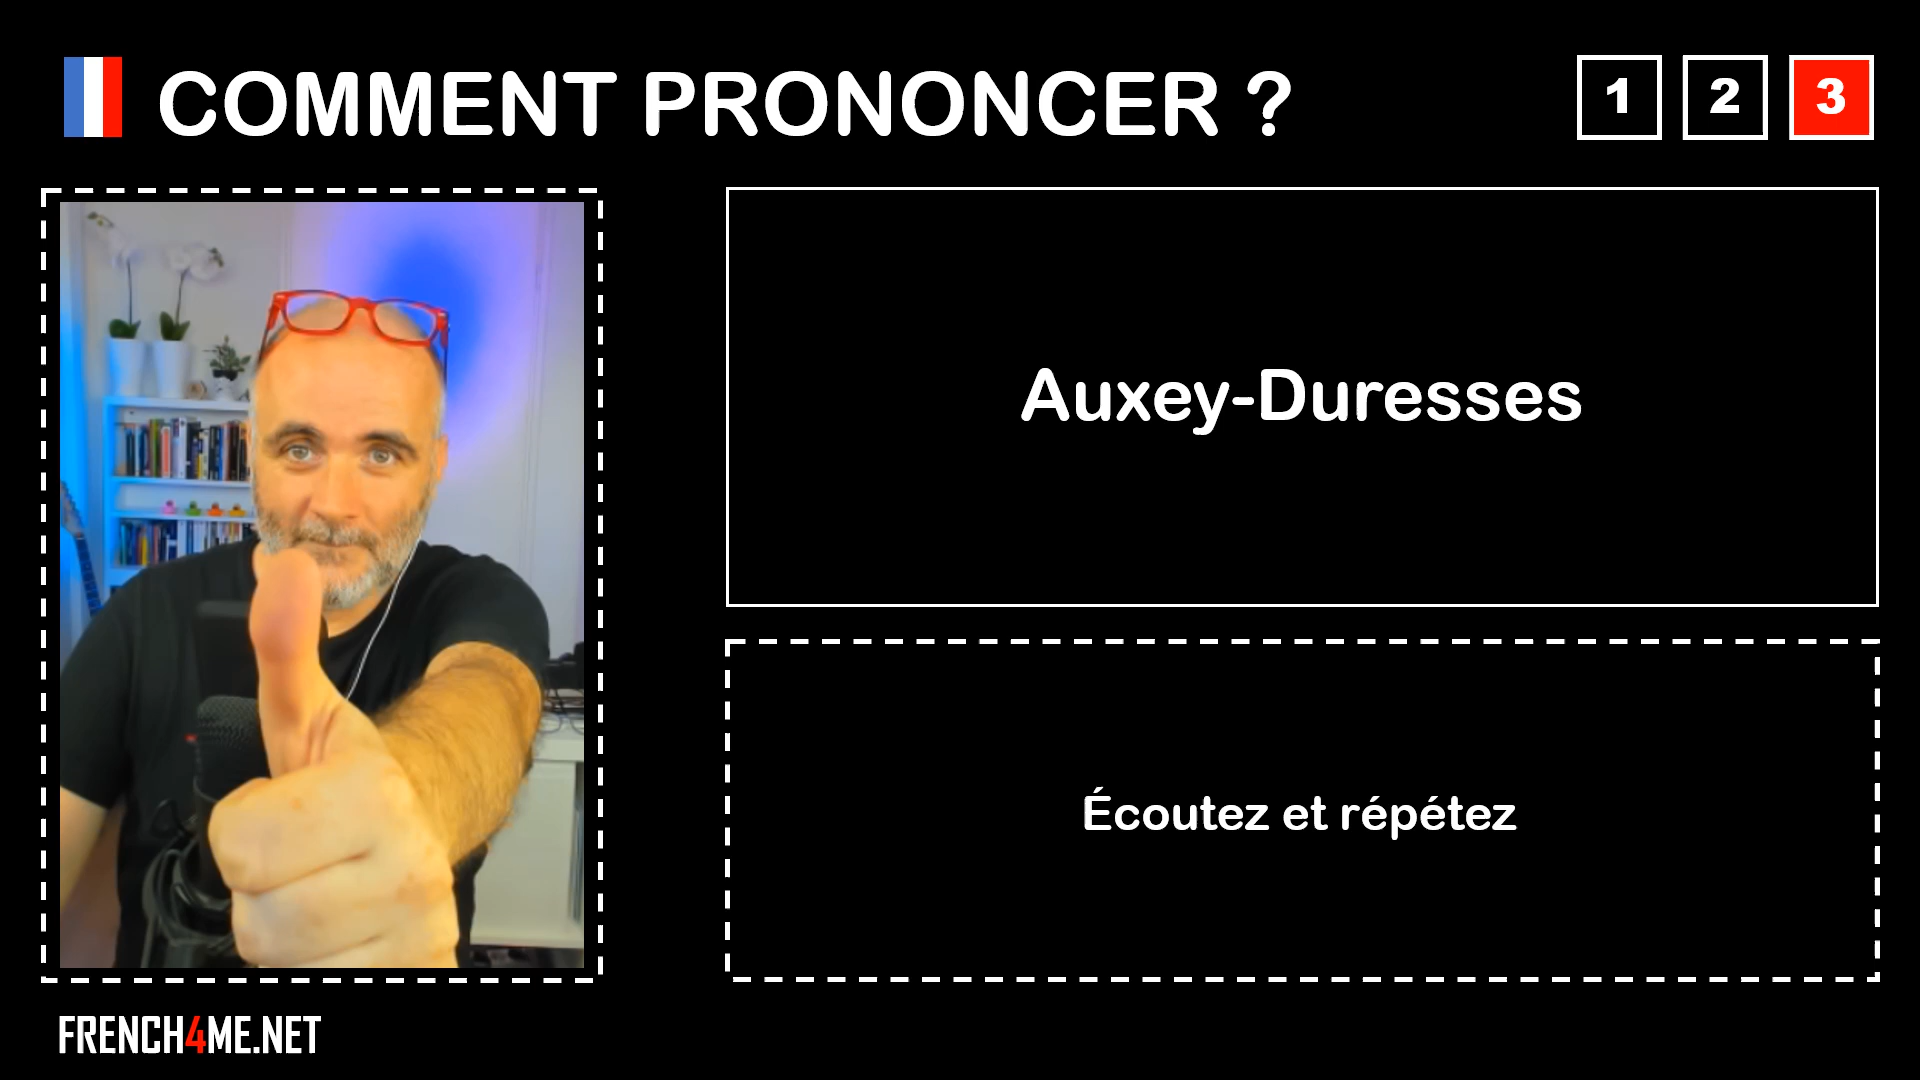 COMMENT PRONONCER ?
1 2 3
Auxey-Duresses
Écoutez et répétez
FRENCH4ME.NET